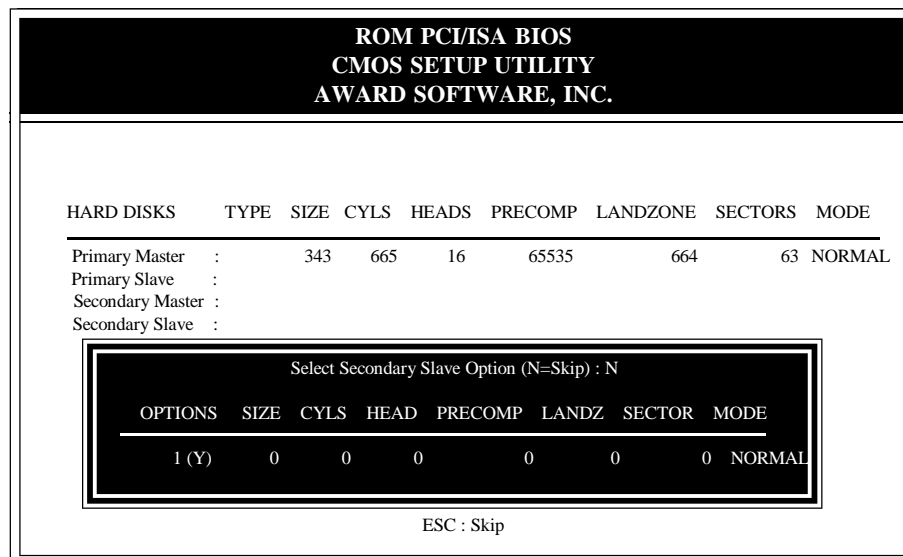 ROM PCI/ISA BIOS
CMOS SETUP UTILITY
AWARD SOFTWARE, INC.
HARD DISKS TYPE SIZE CYLS HEADS PRECOMP LANDZONE SECTORS MODE
Primary Master : 343 665 16 65535 664 63 NORMAL
Primary Slave :
Secondary Master :
Secondary Slave :
Select Secondary Slave Option (N=Skip) : N
OPTIONS SIZE CYLS HEAD PRECOMP LANDZ SECTOR MODE
1 (Y) 0 0 0 0 0 0 NORMAL
ESC : Skip